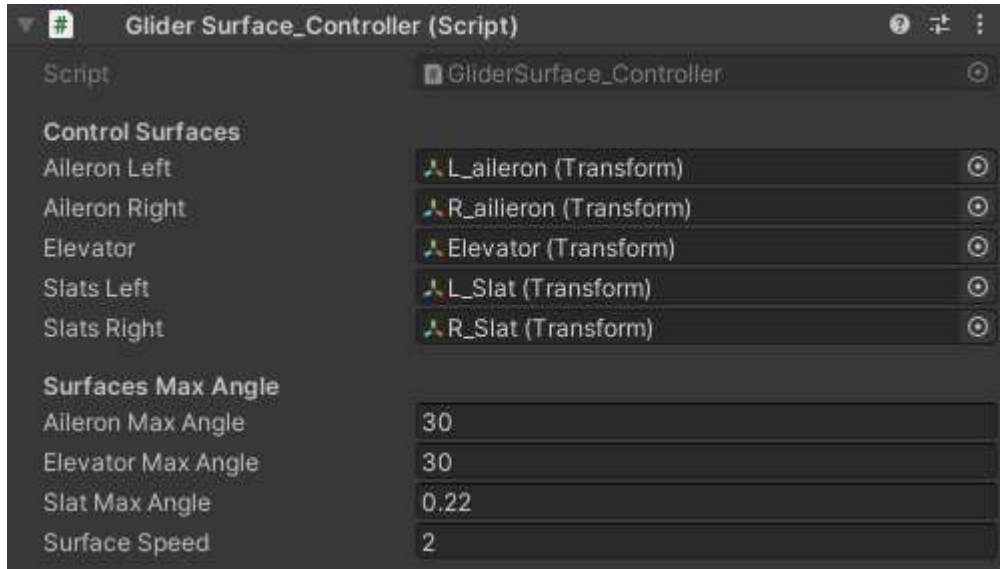 # Glider Surface_Controller (Script)
Script # GliderSurface_Controller
Control Surfaces
Aileron Left L_aileron (Transform)
Aileron Right R_ailieron (Transform)
Elevator Elevator (Transform)
Slats Left L_Slat (Transform)
Slats Right R_Slat (Transform)
Surfaces Max Angle
Aileron Max Angle 30
Elevator Max Angle 30
Slat Max Angle 0.22
Surface Speed 2